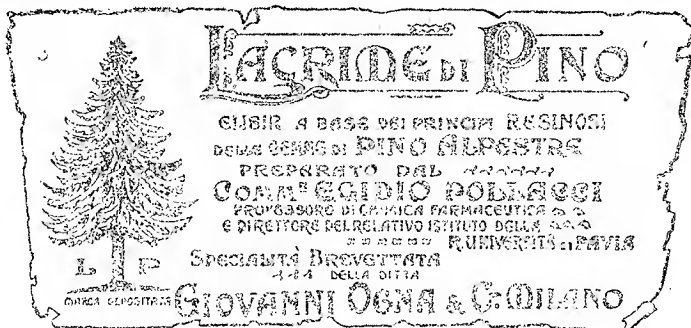 LACRIME DI PINO
ELISIR A BASE DEI PRINCIPI RESINOSI
DELLE GEMME DI PINO ALPESTRE
PREPARATO DAL
COMM.E EGIDIO POLLACCI
PROFESSORE DI CHIMICA FARMACEUTICA
E DIRETTORE DEL RELATIVO ISTITUTO DELLA
R. UNIVERSITÀ DI PAVIA
L P
SPECIALITÀ BREVETTATA
DELLA DITTA
MARCA DEPOSITATA
GIOVANNI OGNA & C. MILANO